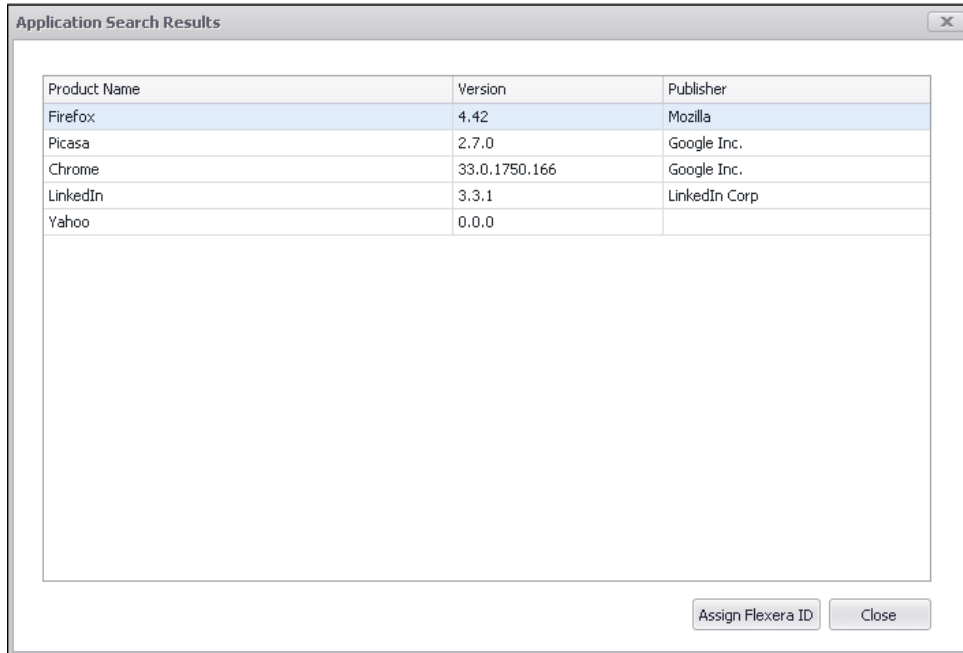 Application Search Results
Product Name Version Publisher
Firefox 4.42 Mozilla
Picasa 2.7.0 Google Inc.
Chrome 33.0.1750.166 Google Inc.
LinkedIn 3.3.1 LinkedIn Corp
Yahoo 0.0.0
Assign Flexera ID Close